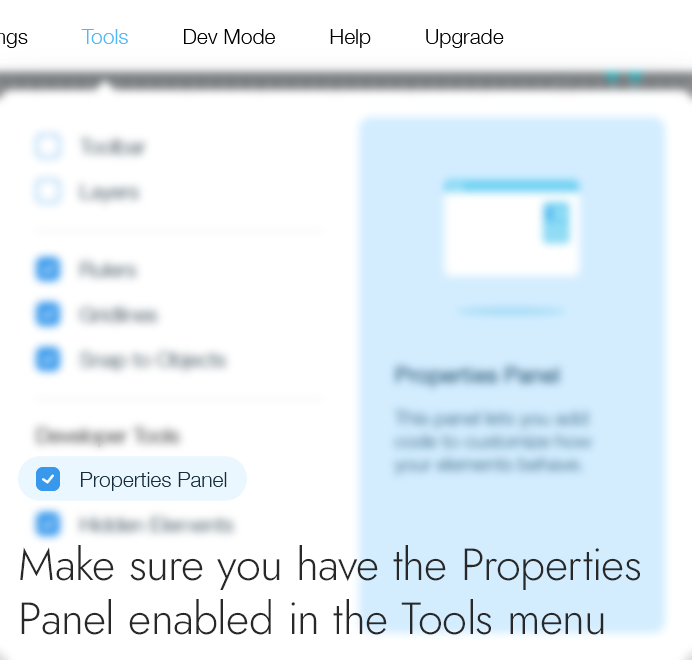 ngs Tools Dev Mode Help Upgrade
Toolbar
Layers
Rulers
Gridlines
Snap to Objects
Developer Tools
Properties Panel
Hidden Elements
Properties Panel
This panel lets you add
code to customize how
your elements behave.
Make sure you have the Properties
Panel enabled in the Tools menu